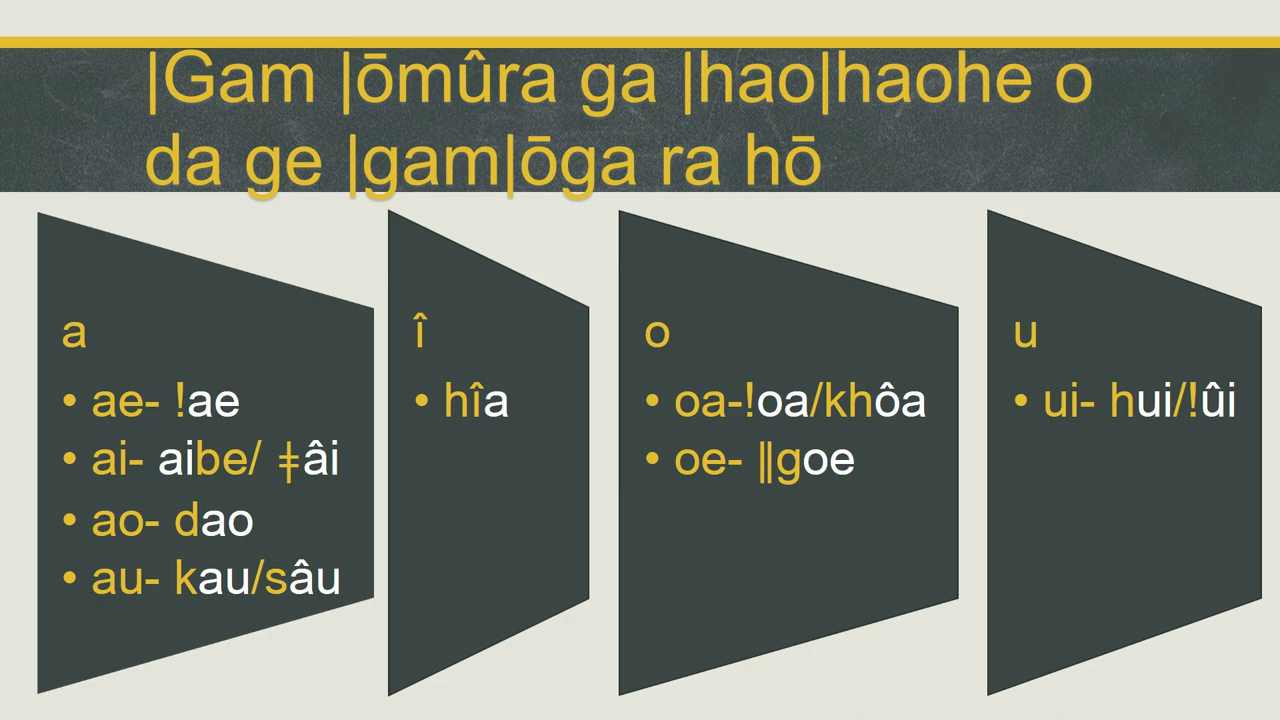 |Gam |ōmûra ga |hao|haohe o
da ge |gam|ōga ra hō
a
• ae- !ae
• ai- aibe/ ǂâi
• ao- dao
• au- kau/sâu
î
• hîa
o
• oa-!oa/khôa
• oe- ǁgoe
u
• ui- hui/!ûi